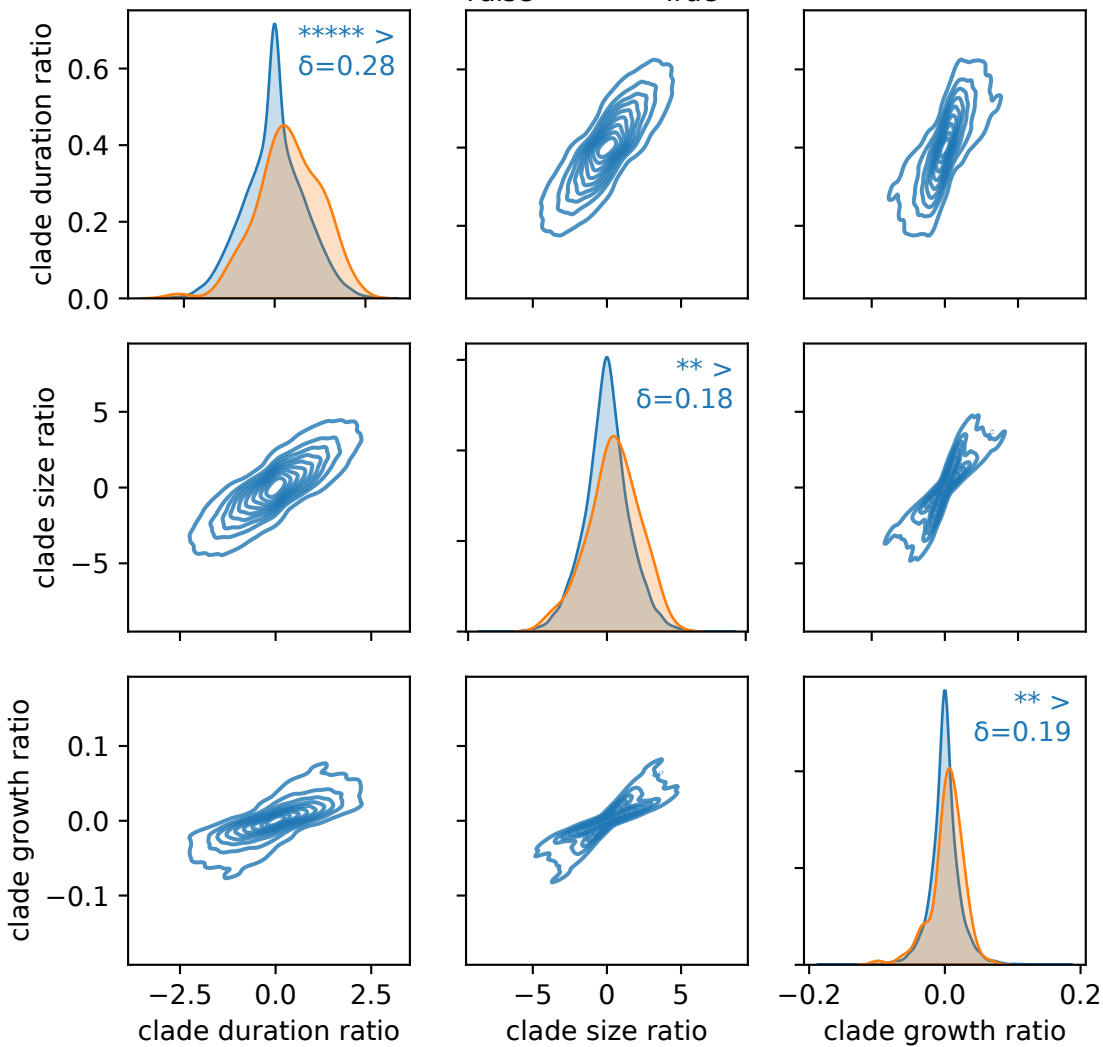 clade duration ratio
0.6
0.4
0.2
0.0
***** >
δ=0.28
clade size ratio
5
0
−5
** >
δ=0.18
clade growth ratio
0.1
0.0
−0.1
** >
δ=0.19
−2.5 0.0 2.5
−5 0 5
−0.2 0.0 0.2
clade duration ratio
clade size ratio
clade growth ratio